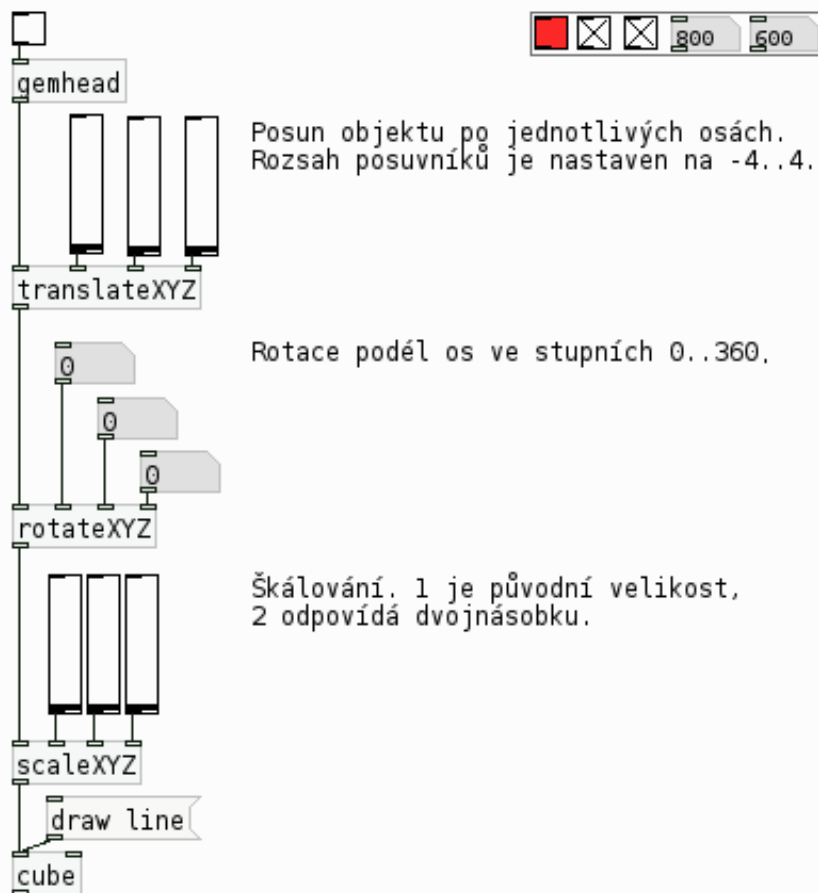 800 600
gemhead
Posun objektu po jednotlivých osách.
Rozsah posuvníků je nastaven na -4..4.
translateXYZ
0
Rotace podél os ve stupních 0..360.
0
0
rotateXYZ
Škálování. 1 je původní velikost,
2 odpovídá dvojnásobku.
scaleXYZ
draw line
cube